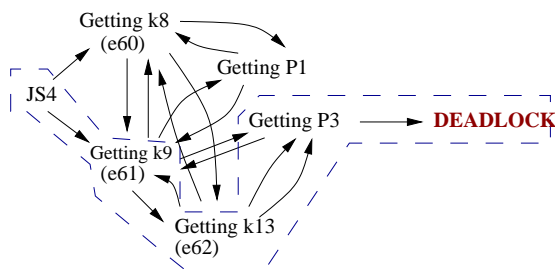 Getting k8
(e60)
Getting P1
JS4
Getting P3
DEADLOCK
Getting k9
(e61)
Getting k13
(e62)